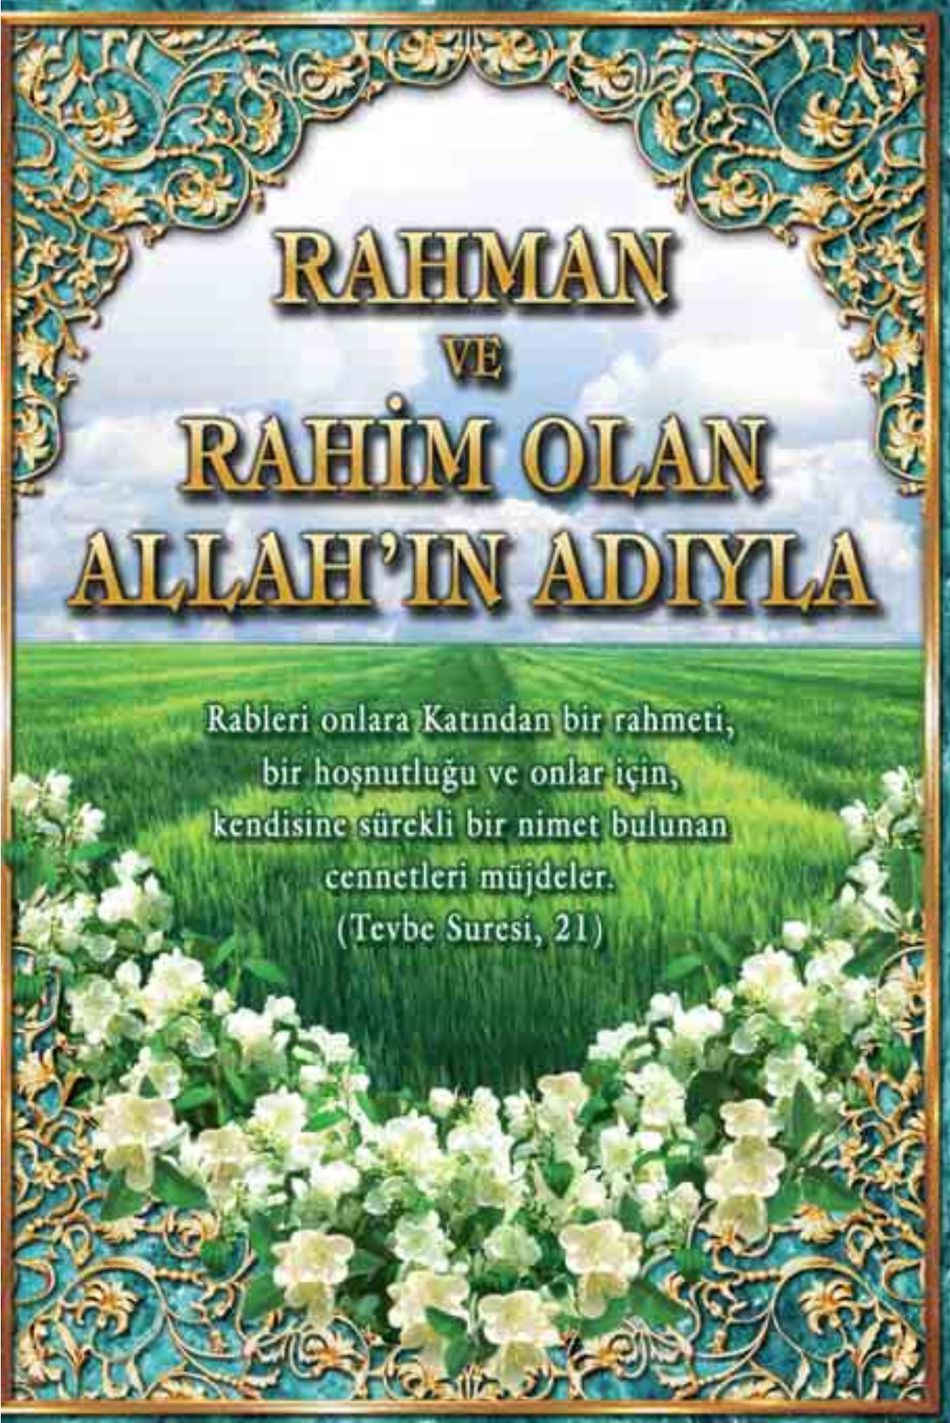 RAHMAN
VE
RAHİM OLAN
ALLAH'IN ADIYLA
Rableri onlara Katından bir rahmeti,
bir hoşnutluğu ve onlar için,
kendisine sürekli bir nimet bulunan
cennetleri müjdeler.
(Tevbe Suresi, 21)